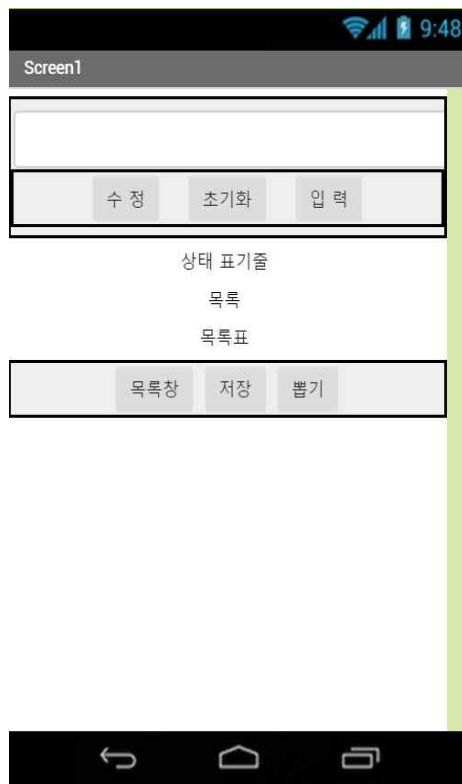 9:48
Screen1
수 정 초기화 입 력
상태 표기줄
목록
목록표
목록창 저장 뽑기